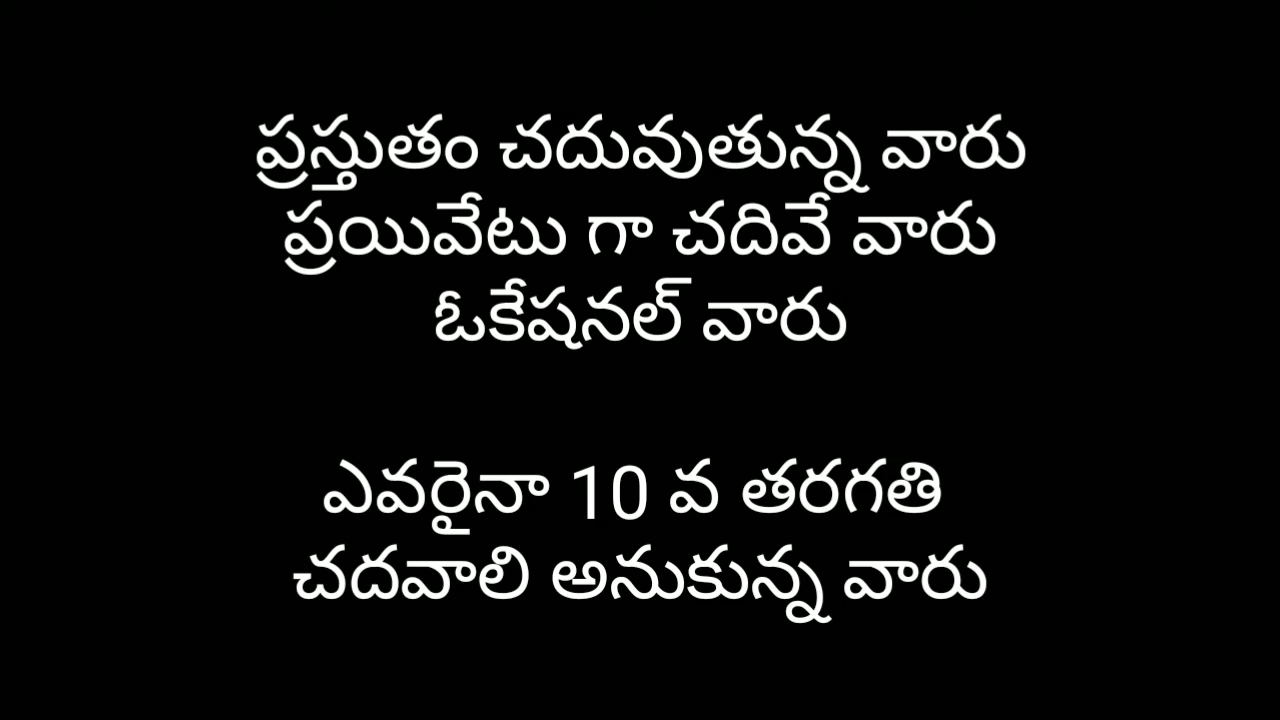 ప్రస్తుతం చదువుతున్న వారు
ప్రయివేటు గా చదివే వారు
ఓకేషనల్ వారు
ఎవరైనా 10 వ తరగతి
చదవాలి అనుకున్న వారు